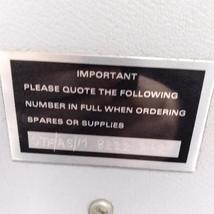 IMPORTANT
PLEASE QUOTE THE FOLLOWING
NUMBER IN FULL WHEN ORDERING
SPARES OR SUPPLIES